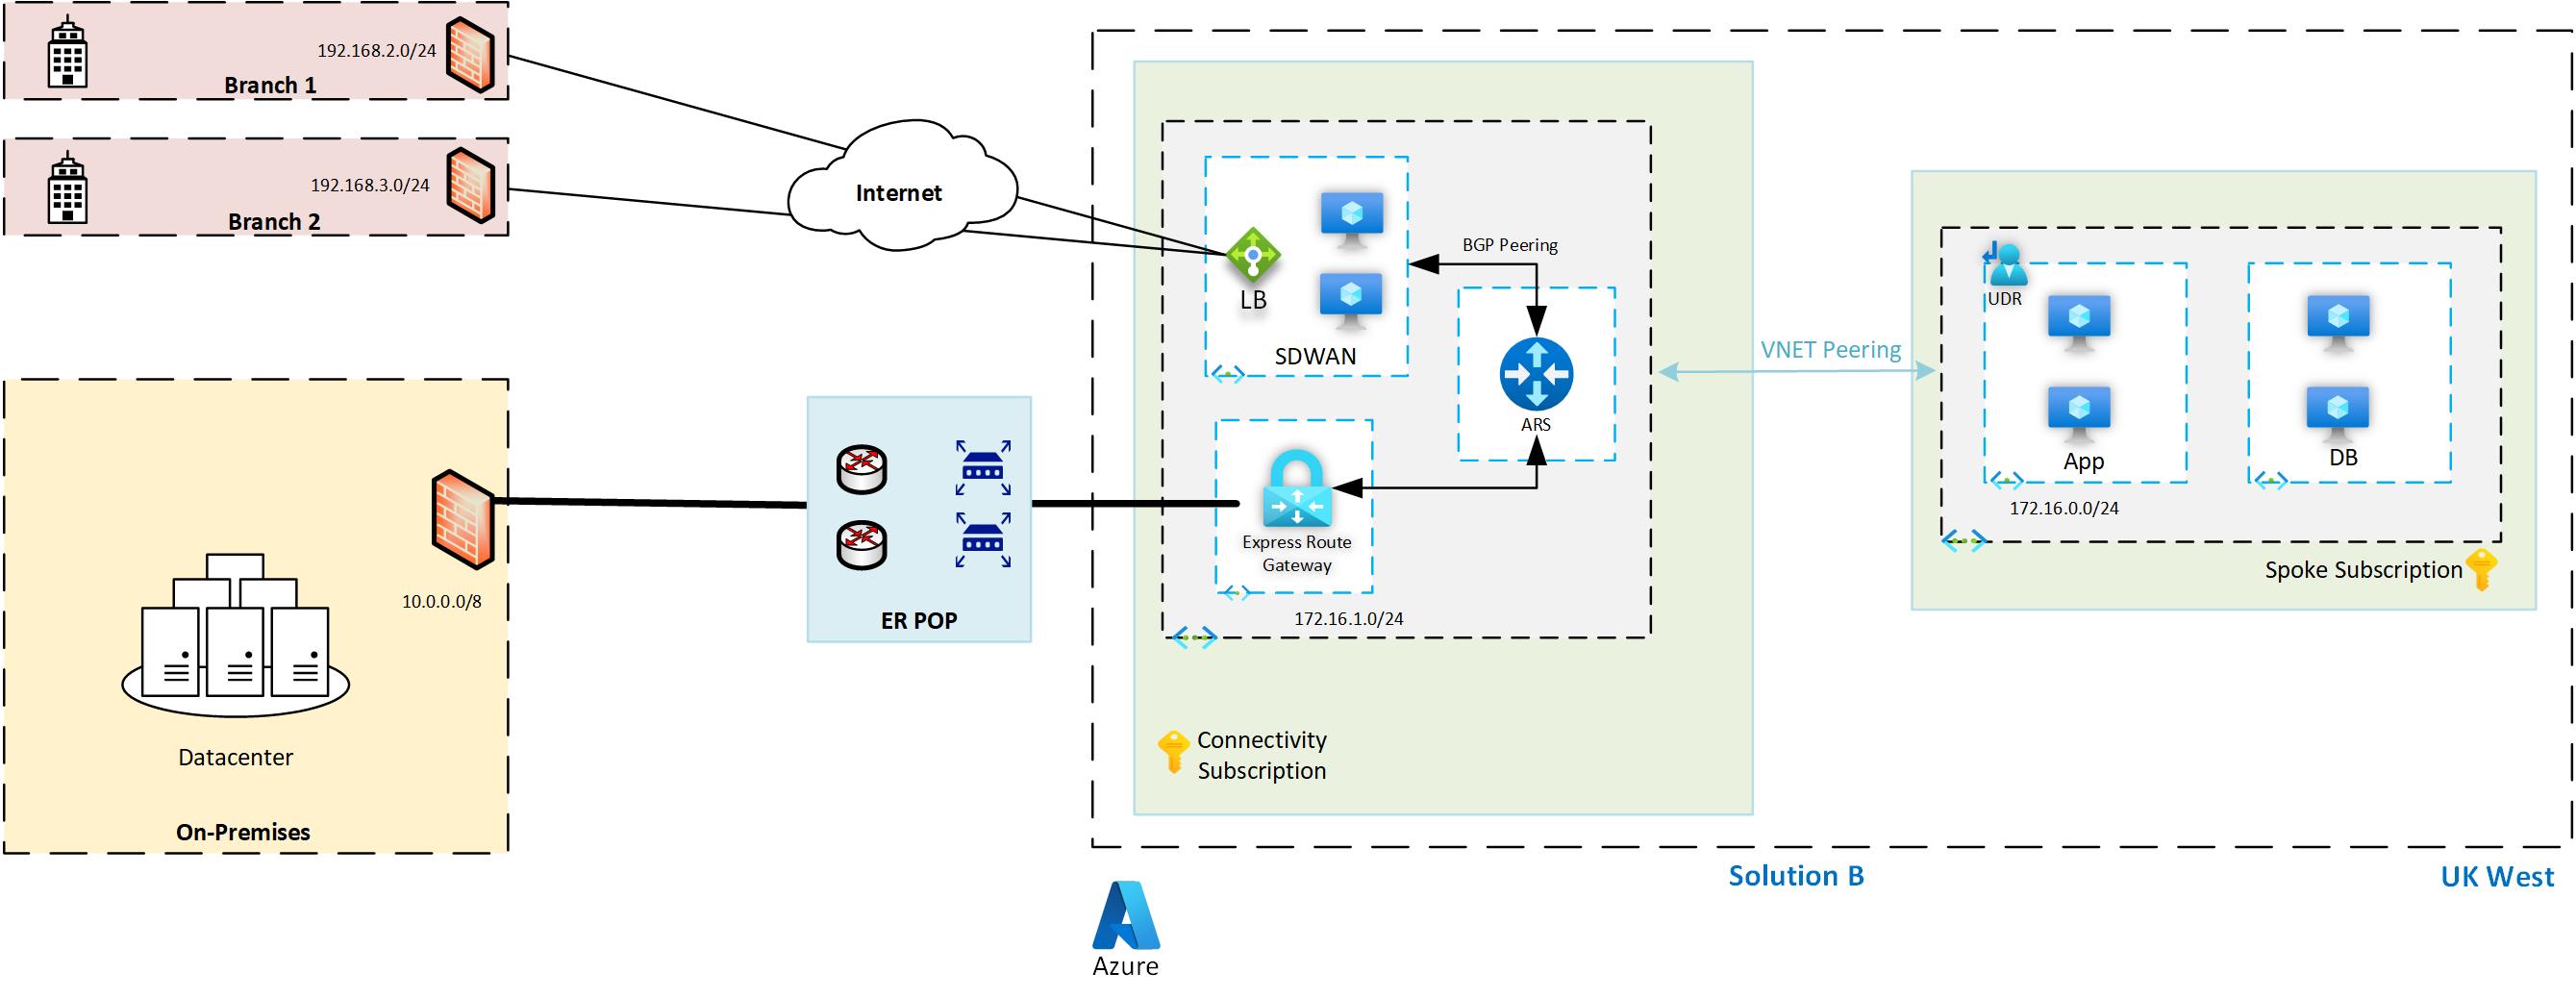 192.168.2.0/24
Branch 1
192.168.3.0/24
Branch 2
Internet
10.0.0.0/8
Datacenter
On-Premises
ER POP
LB
SDWAN
BGP Peering
ARS
Express Route
Gateway
172.16.1.0/24
Connectivity
Subscription
VNET Peering
UDR
App
DB
172.16.0.0/24
Spoke Subscription
Solution B
UK West
Azure